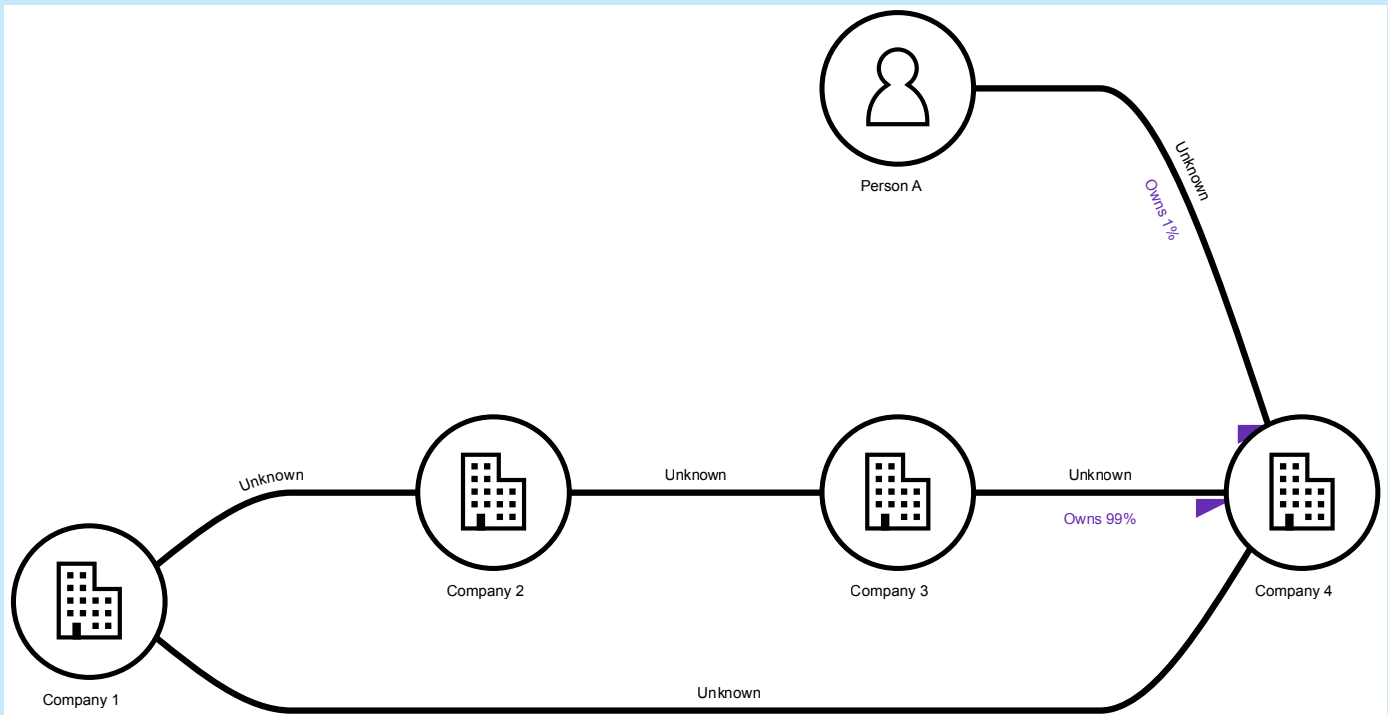 Person A
Unknown
Owns 1%
Unknown
Unknown
Unknown
Owns 99%
Company 2
Company 3
Company 4
Unknown
Company 1